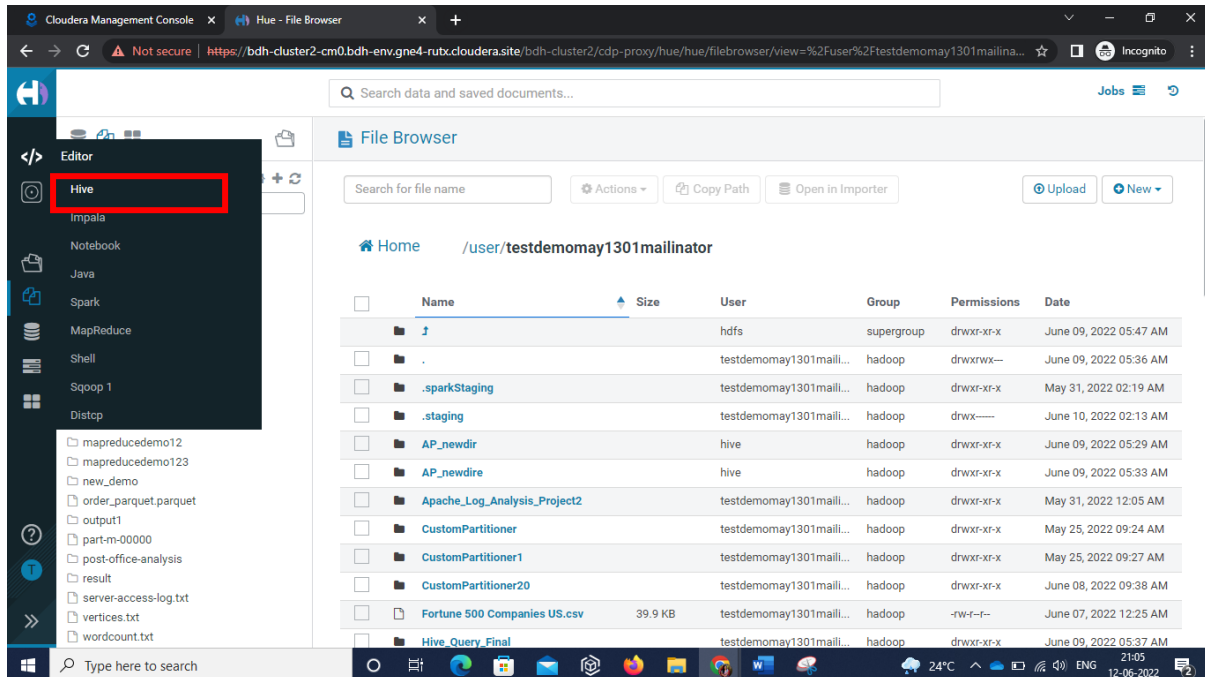 Cloudera Management Console
Hue - File Browser
Not secure | https://bdh-cluster2-cm0.bdh-env.gne4-rutx.cloudera.site/bdh-cluster2/cdp-proxy/hue/hue/filebrowser/view=%2Fuser%2Ftestdemomay1301mailina...
Incognito
Search data and saved documents...
Jobs
Editor
Hive
Impala
Notebook
Java
Spark
MapReduce
Shell
Sqoop 1
Distcp
mapreducedemo12
mapreducedemo123
new_demo
order_parquet.parquet
output1
part-m-00000
post-office-analysis
result
server-access-log.txt
vertices.txt
wordcount.txt
T
File Browser
Search for file name
Actions
Copy Path
Open in Importer
Upload
New
Home /user/testdemomay1301mailinator
Name Size User Group Permissions Date
hdfs supergroup drwxr-xr-x June 09, 2022 05:47 AM
. testdemomay1301maili... hadoop drwxrwx--- June 09, 2022 05:36 AM
.sparkStaging testdemomay1301maili... hadoop drwxr-xr-x May 31, 2022 02:19 AM
.staging testdemomay1301maili... hadoop drwx------ June 10, 2022 02:13 AM
AP_newdir hive hadoop drwxr-xr-x June 09, 2022 05:29 AM
AP_newdire hive hadoop drwxr-xr-x June 09, 2022 05:33 AM
Apache_Log_Analysis_Project2 testdemomay1301maili... hadoop drwxr-xr-x May 31, 2022 12:05 AM
CustomPartitioner testdemomay1301maili... hadoop drwxr-xr-x May 25, 2022 09:24 AM
CustomPartitioner1 testdemomay1301maili... hadoop drwxr-xr-x May 25, 2022 09:27 AM
CustomPartitioner20 testdemomay1301maili... hadoop drwxr-xr-x June 08, 2022 09:38 AM
Fortune 500 Companies US.csv 39.9 KB testdemomay1301maili... hadoop -rw-r--r-- June 07, 2022 12:25 AM
Hive_Query_Final testdemomay1301maili... hadoop drwxr-xr-x June 09, 2022 05:37 AM
Type here to search
24°C
ENG
21:05
12-06-2022
2